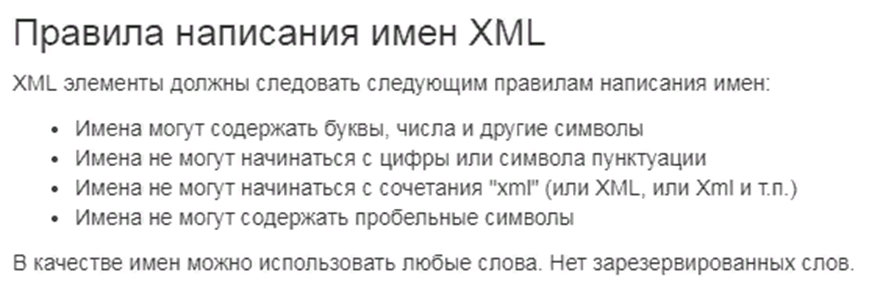 Правила написания имен XML
XML элементы должны следовать следующим правилам написания имен:
• Имена могут содержать буквы, числа и другие символы
• Имена не могут начинаться с цифры или символа пунктуации
• Имена не могут начинаться с сочетания "xml" (или XML, или Xml и т.п.)
• Имена не могут содержать пробельные символы
В качестве имен можно использовать любые слова. Нет зарезервированных слов.